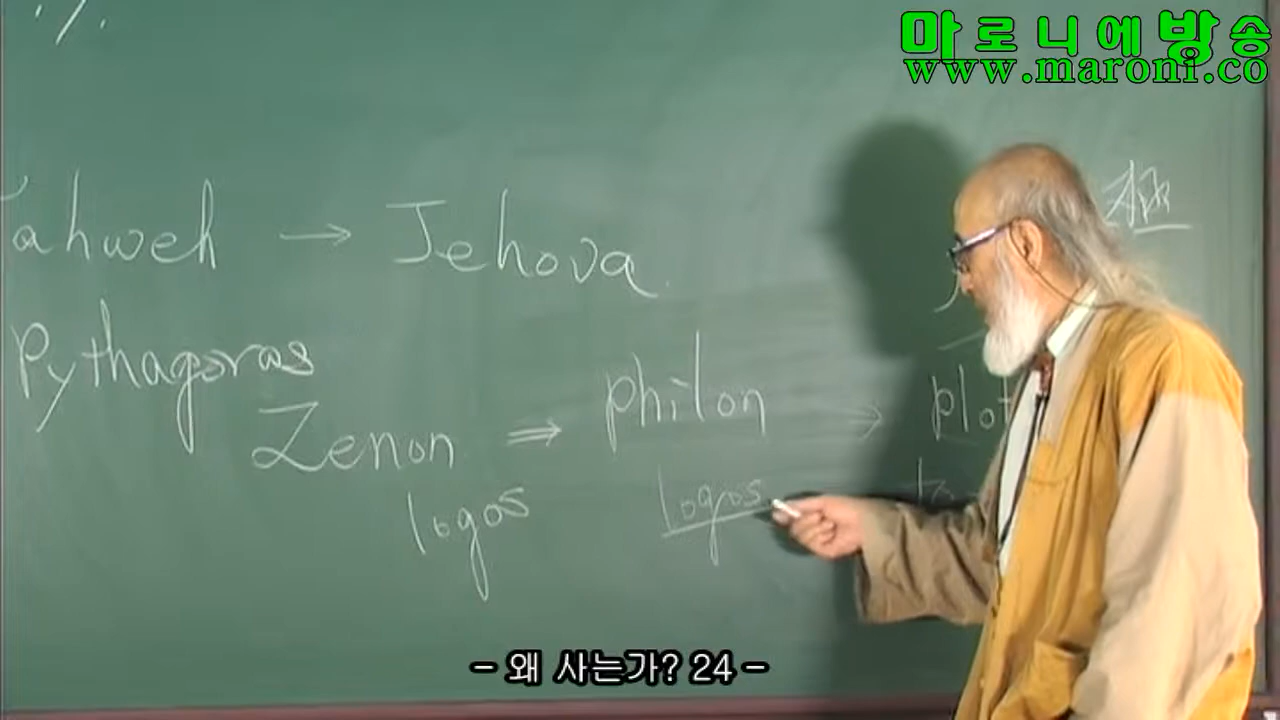 마로니에방송
www.maroni.co
ahweh → Jehova.
Pythagoras
Zenon ⇒ philon ⇒ plot
logos logos to
- 왜 사는가? 24 -